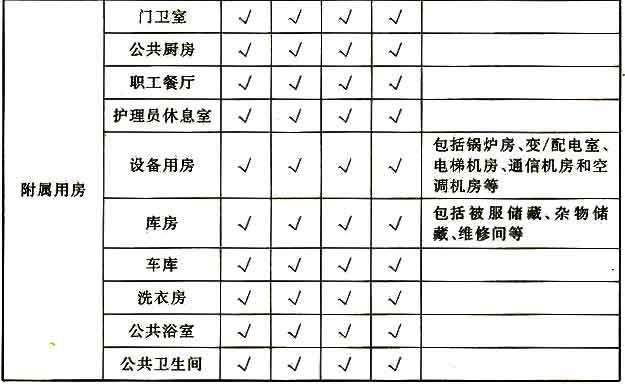 附属用房
门卫室 √ √ √ √
公共厨房 √ √ √ √
职工餐厅 √ √ √ √
护理员休息室 √ √ √ √
设备用房 √ √ √ √ 包括锅炉房、变/配电室、
电梯机房、通信机房和空
调机房等
库房 √ √ √ √ 包括被服储藏、杂物储
藏、维修间等
车库 √ √ √ √
洗衣房 √ √ √ √
公共浴室 √ √ √ √
公共卫生间 √ √ √ √